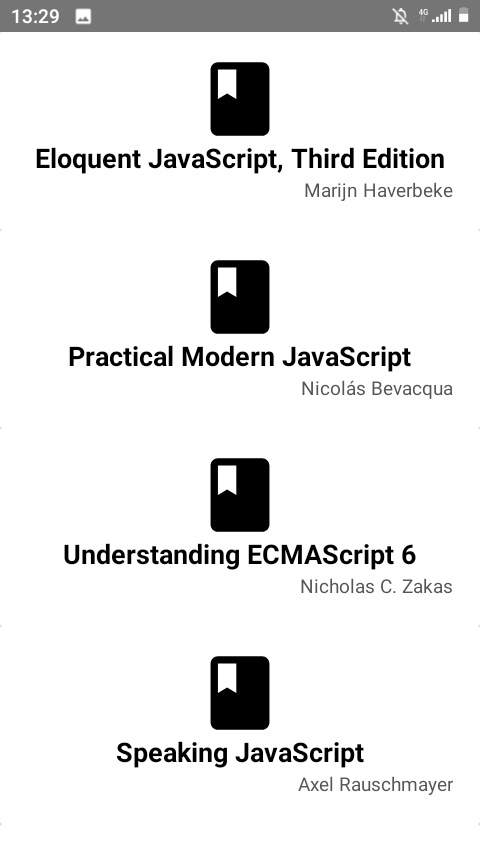 13:29
4G
Eloquent JavaScript, Third Edition
Marijn Haverbeke
Practical Modern JavaScript
Nicolás Bevacqua
Understanding ECMAScript 6
Nicholas C. Zakas
Speaking JavaScript
Axel Rauschmayer